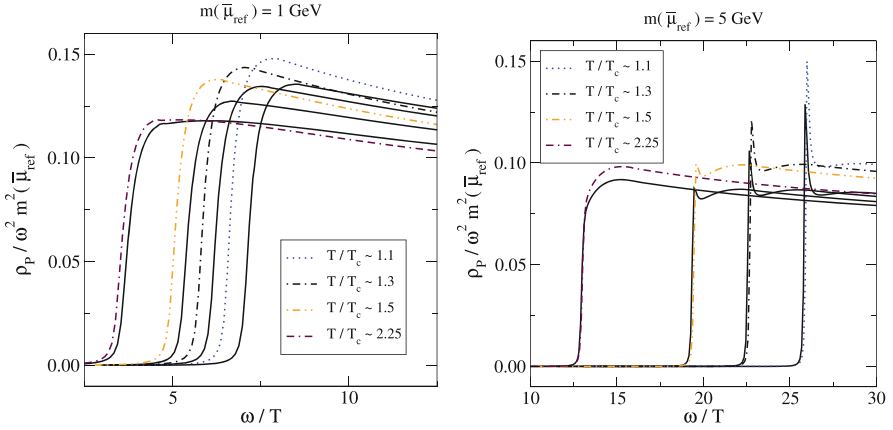 m( μ̄ref ) = 1 GeV
0.15
0.10
0.05
0.00
ρP / ω² m²( μ̄ref )
T / Tc ~ 1.1
T / Tc ~ 1.3
T / Tc ~ 1.5
T / Tc ~ 2.25
5
10
ω / T
m( μ̄ref ) = 5 GeV
0.15
0.10
0.05
0.00
ρP / ω² m²( μ̄ref )
T / Tc ~ 1.1
T / Tc ~ 1.3
T / Tc ~ 1.5
T / Tc ~ 2.25
10
15
20
25
30
ω / T